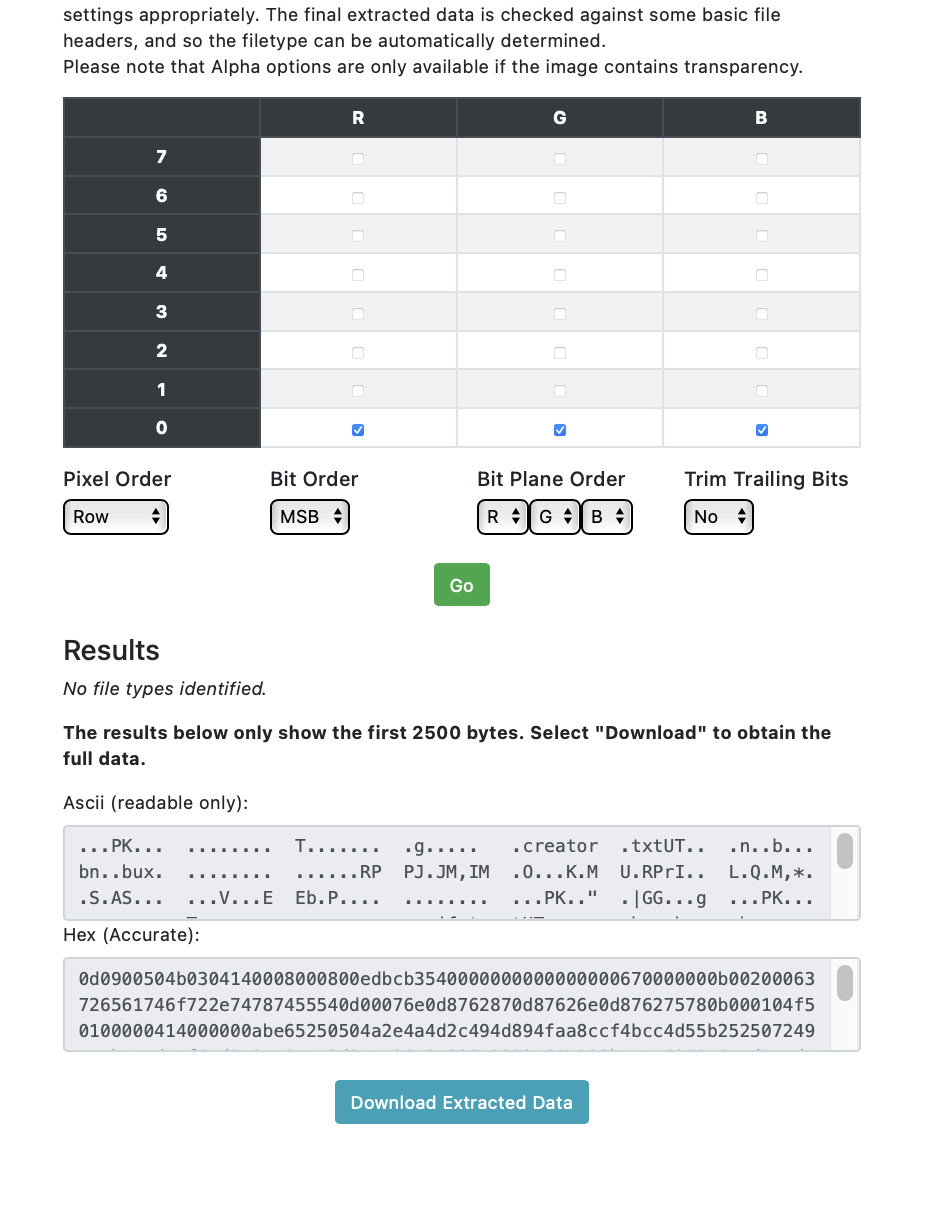 settings appropriately. The final extracted data is checked against some basic file
headers, and so the filetype can be automatically determined.
Please note that Alpha options are only available if the image contains transparency.
R G B
7
6
5
4
3
2
1
0
Pixel Order Bit Order Bit Plane Order Trim Trailing Bits
Row MSB R G B No
Go
Results
No file types identified.
The results below only show the first 2500 bytes. Select "Download" to obtain the
full data.
Ascii (readable only):
...PK... ........ T....... .g..... .creator .txtUT.. .n..b...
bn..bux. ........ ......RP PJ.JM,IM .O...K.M U.RPrI.. L.Q.M,*.
.S.AS... ...V...E Eb.P.... ........ ...PK.." .|GG...g ...PK...
Hex (Accurate):
0d0900504b0304140008000800edbcb3540000000000000000670000000b00200063
726561746f722e74787455540d00076e0d8762870d87626e0d876275780b000104f5
0100000414000000abe65250504a2e4a4d2c494d894faa8ccf4bcc4d55b252507249
Download Extracted Data